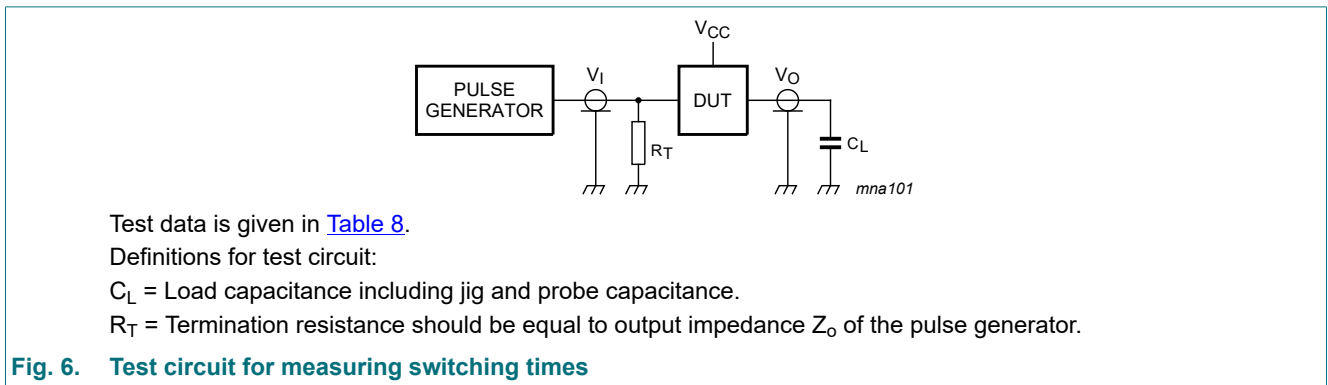 VCC
PULSE
GENERATOR
VI
DUT
VO
RT
CL
mna101
Test data is given in Table 8.
Definitions for test circuit:
CL = Load capacitance including jig and probe capacitance.
RT = Termination resistance should be equal to output impedance Zo of the pulse generator.
Fig. 6. Test circuit for measuring switching times